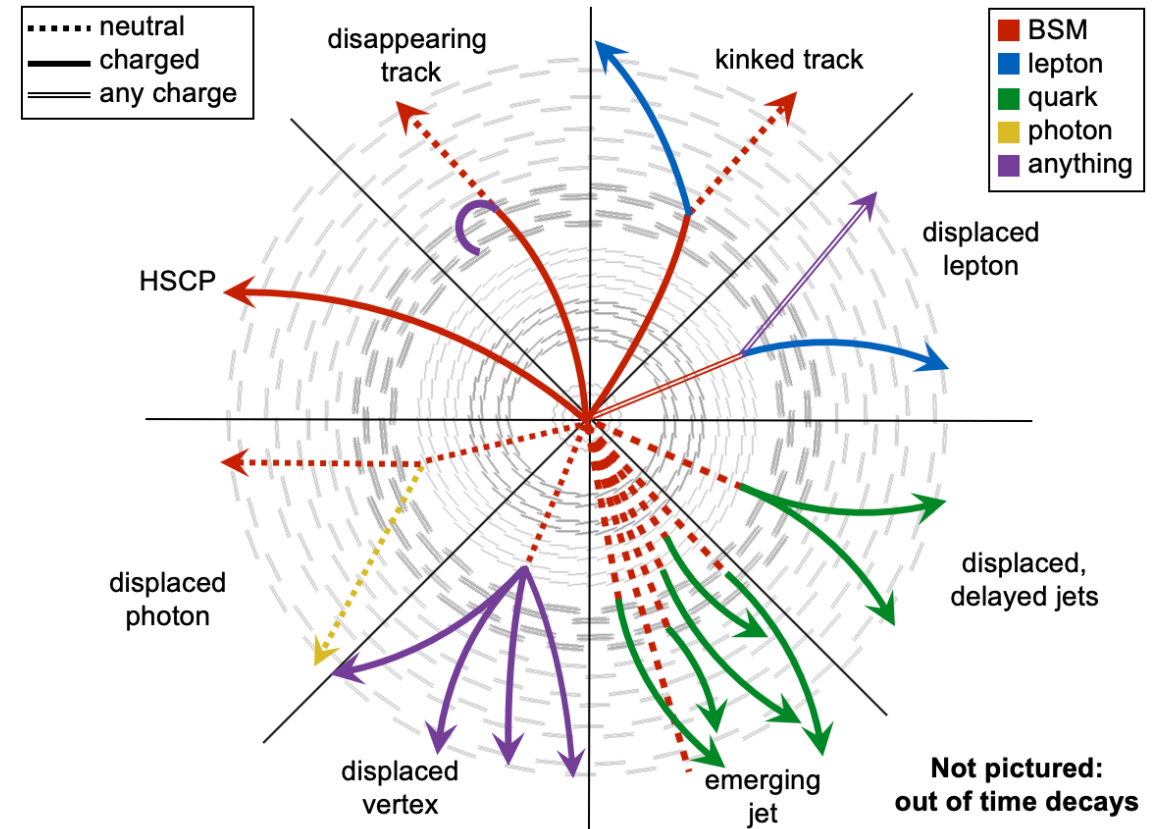 neutral
charged
any charge
disappearing
track
kinked track
BSM
lepton
quark
photon
anything
displaced
lepton
HSCP
displaced
photon
displaced,
delayed jets
displaced
vertex
emerging
jet
Not pictured:
out of time decays